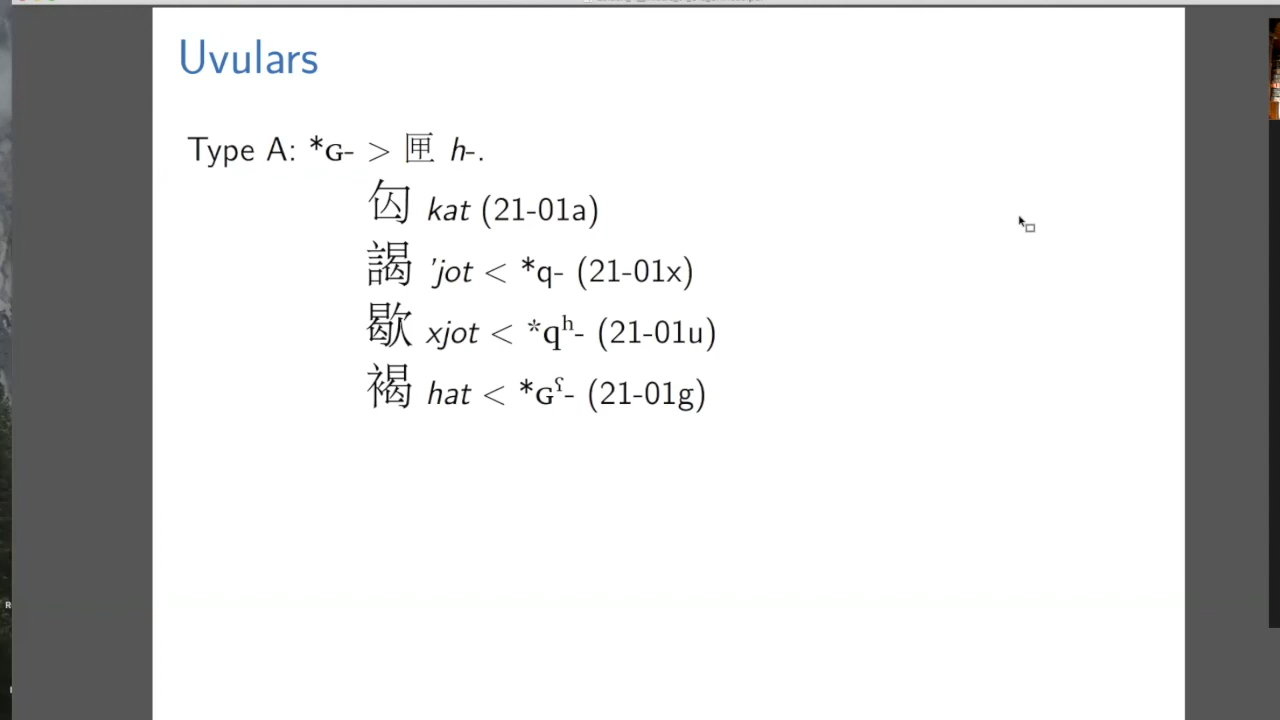 Uvulars
Type A: *ɢ- > 匣 h-.
匃 kat (21-01a)
謁 'jot < *q- (21-01x)
歇 xjot < *qʰ- (21-01u)
褐 hat < *ɢˤ- (21-01g)